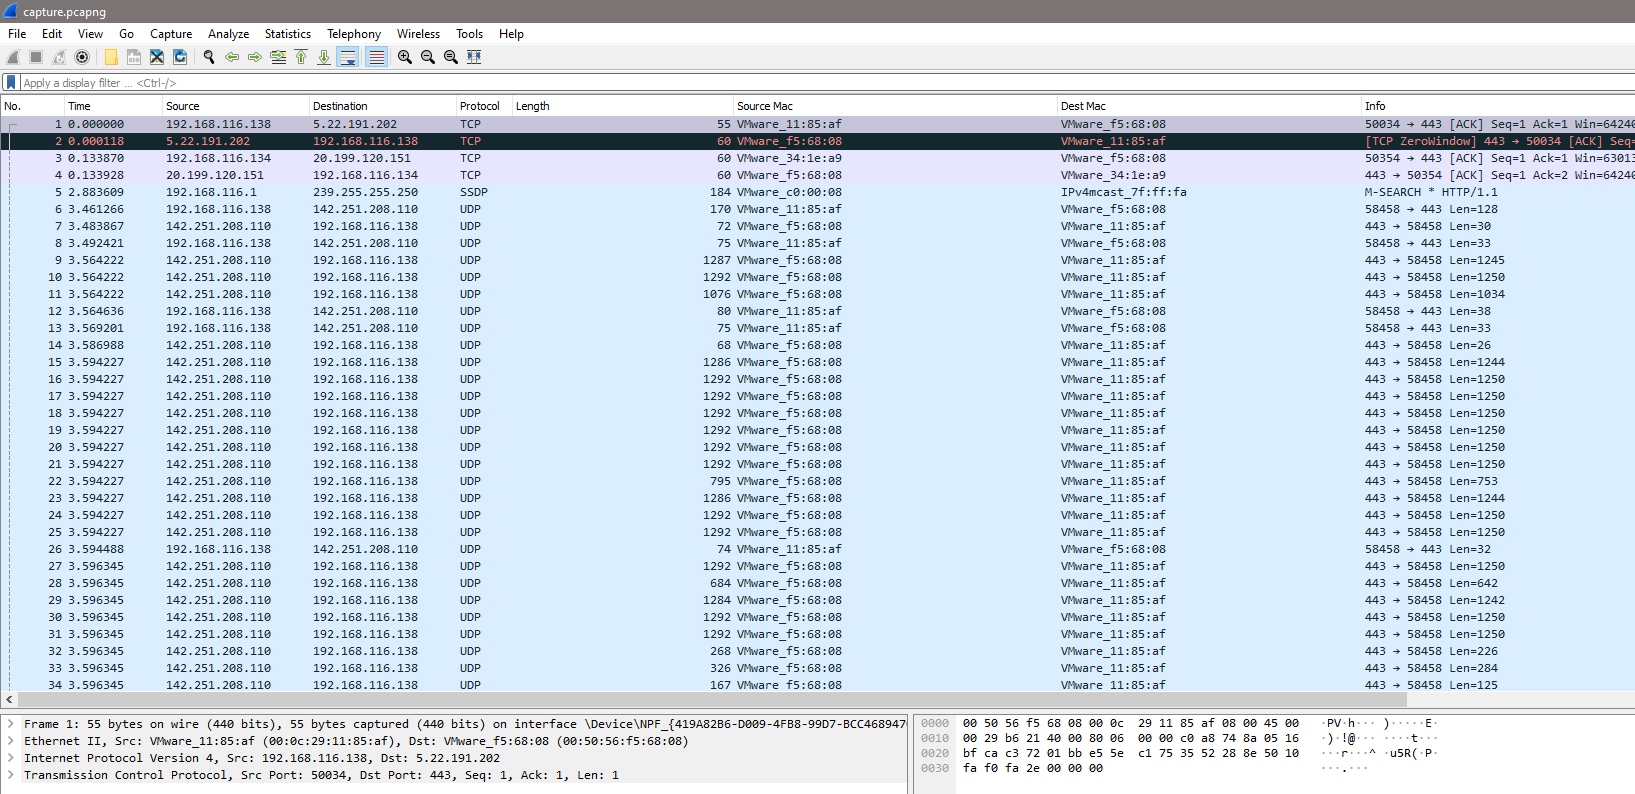 capture.pcapng
File Edit View Go Capture Analyze Statistics Telephony Wireless Tools Help
Apply a display filter ... <Ctrl-/>
No. Time Source Destination Protocol Length Source Mac Dest Mac Info
1 0.000000 192.168.116.138 5.22.191.202 TCP 55 VMware_11:85:af VMware_f5:68:08 50034 → 443 [ACK] Seq=1 Ack=1 Win=64240
2 0.000118 5.22.191.202 192.168.116.138 TCP 60 VMware_f5:68:08 VMware_11:85:af [TCP ZeroWindow] 443 → 50034 [ACK] Seq=
3 0.133870 192.168.116.134 20.199.120.151 TCP 60 VMware_34:1e:a9 VMware_f5:68:08 50354 → 443 [ACK] Seq=1 Ack=1 Win=63013
4 0.133928 20.199.120.151 192.168.116.134 TCP 60 VMware_f5:68:08 VMware_34:1e:a9 443 → 50354 [ACK] Seq=1 Ack=2 Win=64240
5 2.883609 192.168.116.1 239.255.255.250 SSDP 184 VMware_c0:00:08 IPv4mcast_7f:ff:fa M-SEARCH * HTTP/1.1
6 3.461266 192.168.116.138 142.251.208.110 UDP 170 VMware_11:85:af VMware_f5:68:08 58458 → 443 Len=128
7 3.483867 142.251.208.110 192.168.116.138 UDP 72 VMware_f5:68:08 VMware_11:85:af 443 → 58458 Len=30
8 3.492421 192.168.116.138 142.251.208.110 UDP 75 VMware_11:85:af VMware_f5:68:08 58458 → 443 Len=33
9 3.564222 142.251.208.110 192.168.116.138 UDP 1287 VMware_f5:68:08 VMware_11:85:af 443 → 58458 Len=1245
10 3.564222 142.251.208.110 192.168.116.138 UDP 1292 VMware_f5:68:08 VMware_11:85:af 443 → 58458 Len=1250
11 3.564222 142.251.208.110 192.168.116.138 UDP 1076 VMware_f5:68:08 VMware_11:85:af 443 → 58458 Len=1034
12 3.564636 192.168.116.138 142.251.208.110 UDP 80 VMware_11:85:af VMware_f5:68:08 58458 → 443 Len=38
13 3.569201 192.168.116.138 142.251.208.110 UDP 75 VMware_11:85:af VMware_f5:68:08 58458 → 443 Len=33
14 3.586988 142.251.208.110 192.168.116.138 UDP 68 VMware_f5:68:08 VMware_11:85:af 443 → 58458 Len=26
15 3.594227 142.251.208.110 192.168.116.138 UDP 1286 VMware_f5:68:08 VMware_11:85:af 443 → 58458 Len=1244
16 3.594227 142.251.208.110 192.168.116.138 UDP 1292 VMware_f5:68:08 VMware_11:85:af 443 → 58458 Len=1250
17 3.594227 142.251.208.110 192.168.116.138 UDP 1292 VMware_f5:68:08 VMware_11:85:af 443 → 58458 Len=1250
18 3.594227 142.251.208.110 192.168.116.138 UDP 1292 VMware_f5:68:08 VMware_11:85:af 443 → 58458 Len=1250
19 3.594227 142.251.208.110 192.168.116.138 UDP 1292 VMware_f5:68:08 VMware_11:85:af 443 → 58458 Len=1250
20 3.594227 142.251.208.110 192.168.116.138 UDP 1292 VMware_f5:68:08 VMware_11:85:af 443 → 58458 Len=1250
21 3.594227 142.251.208.110 192.168.116.138 UDP 1292 VMware_f5:68:08 VMware_11:85:af 443 → 58458 Len=1250
22 3.594227 142.251.208.110 192.168.116.138 UDP 795 VMware_f5:68:08 VMware_11:85:af 443 → 58458 Len=753
23 3.594227 142.251.208.110 192.168.116.138 UDP 1286 VMware_f5:68:08 VMware_11:85:af 443 → 58458 Len=1244
24 3.594227 142.251.208.110 192.168.116.138 UDP 1292 VMware_f5:68:08 VMware_11:85:af 443 → 58458 Len=1250
25 3.594227 142.251.208.110 192.168.116.138 UDP 1292 VMware_f5:68:08 VMware_11:85:af 443 → 58458 Len=1250
26 3.594488 192.168.116.138 142.251.208.110 UDP 74 VMware_11:85:af VMware_f5:68:08 58458 → 443 Len=32
27 3.596345 142.251.208.110 192.168.116.138 UDP 1292 VMware_f5:68:08 VMware_11:85:af 443 → 58458 Len=1250
28 3.596345 142.251.208.110 192.168.116.138 UDP 684 VMware_f5:68:08 VMware_11:85:af 443 → 58458 Len=642
29 3.596345 142.251.208.110 192.168.116.138 UDP 1284 VMware_f5:68:08 VMware_11:85:af 443 → 58458 Len=1242
30 3.596345 142.251.208.110 192.168.116.138 UDP 1292 VMware_f5:68:08 VMware_11:85:af 443 → 58458 Len=1250
31 3.596345 142.251.208.110 192.168.116.138 UDP 1292 VMware_f5:68:08 VMware_11:85:af 443 → 58458 Len=1250
32 3.596345 142.251.208.110 192.168.116.138 UDP 268 VMware_f5:68:08 VMware_11:85:af 443 → 58458 Len=226
33 3.596345 142.251.208.110 192.168.116.138 UDP 326 VMware_f5:68:08 VMware_11:85:af 443 → 58458 Len=284
34 3.596345 142.251.208.110 192.168.116.138 UDP 167 VMware_f5:68:08 VMware_11:85:af 443 → 58458 Len=125
Frame 1: 55 bytes on wire (440 bits), 55 bytes captured (440 bits) on interface \Device\NPF_{419A82B6-D009-4FB8-99D7-BCC468947
Ethernet II, Src: VMware_11:85:af (00:0c:29:11:85:af), Dst: VMware_f5:68:08 (00:50:56:f5:68:08)
Internet Protocol Version 4, Src: 192.168.116.138, Dst: 5.22.191.202
Transmission Control Protocol, Src Port: 50034, Dst Port: 443, Seq: 1, Ack: 1, Len: 1
0000 00 50 56 f5 68 08 00 0c 29 11 85 af 08 00 45 00 ·PV·h··· )·····E·
0010 00 29 b6 21 40 00 80 06 00 00 c0 a8 74 8a 05 16 ·)·!@··· ····t···
0020 bf ca c3 72 01 bb e5 5e c1 75 35 52 28 8e 50 10 ···r···^ ·u5R(·P·
0030 fa f0 fa 2e 00 00 00 ···.···